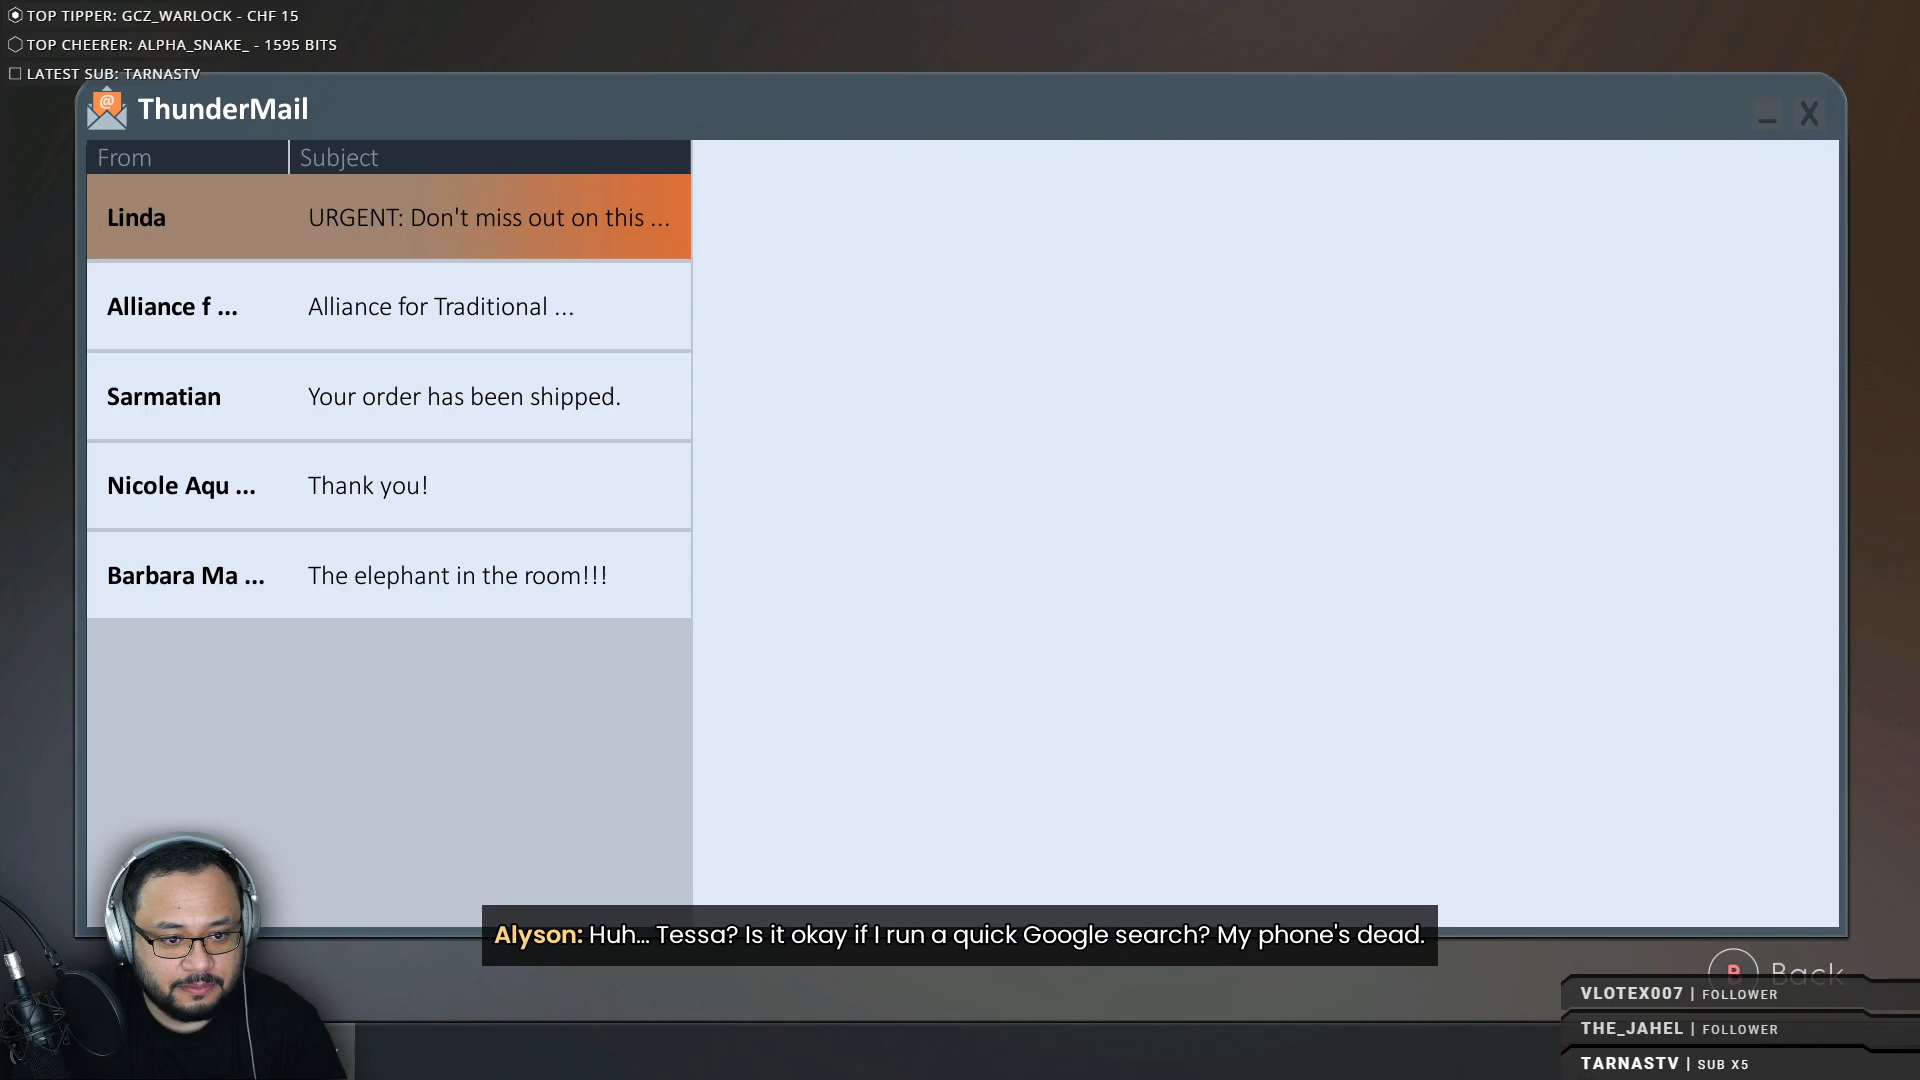 TOP TIPPER: GCZ_WARLOCK - CHF 15
TOP CHEERER: ALPHA_SNAKE_ - 1595 BITS
LATEST SUB: TARNASTV
@
ThunderMail
_ X
From Subject
Linda URGENT: Don't miss out on this ...
Alliance f ... Alliance for Traditional ...
Sarmatian Your order has been shipped.
Nicole Aqu ... Thank you!
Barbara Ma ... The elephant in the room!!!
Alyson: Huh... Tessa? Is it okay if I run a quick Google search? My phone's dead.
B Back
VLOTEX007 | FOLLOWER
THE_JAHEL | FOLLOWER
TARNASTV | SUB X5